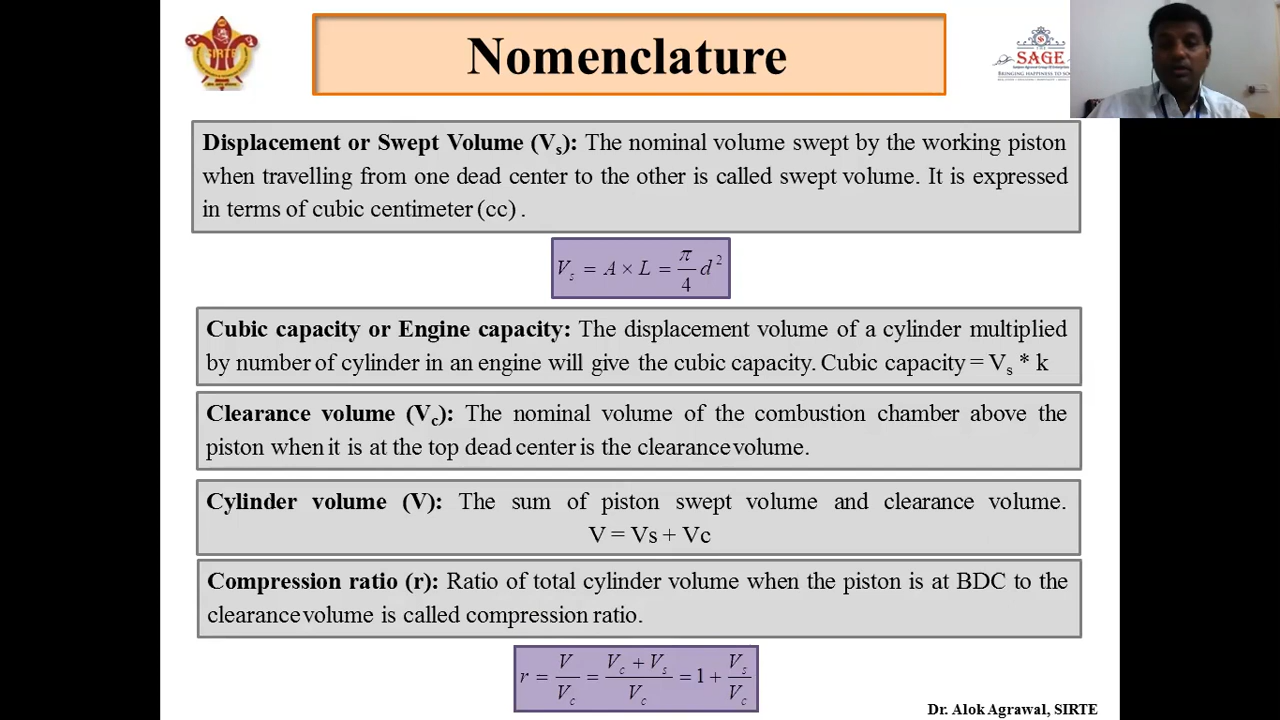 Nomenclature
SIRTE
THE
SAGE
BRINGING HAPPINESS TO
Displacement or Swept Volume (Vs): The nominal volume swept by the working piston
when travelling from one dead center to the other is called swept volume. It is expressed
in terms of cubic centimeter (cc) .
Vs = A × L = π/4 d²
Cubic capacity or Engine capacity: The displacement volume of a cylinder multiplied
by number of cylinder in an engine will give the cubic capacity. Cubic capacity = Vs * k
Clearance volume (Vc): The nominal volume of the combustion chamber above the
piston when it is at the top dead center is the clearance volume.
Cylinder volume (V): The sum of piston swept volume and clearance volume.
V = Vs + Vc
Compression ratio (r): Ratio of total cylinder volume when the piston is at BDC to the
clearance volume is called compression ratio.
r = V/Vc = (Vc + Vs)/Vc = 1 + Vs/Vc
Dr. Alok Agrawal, SIRTE